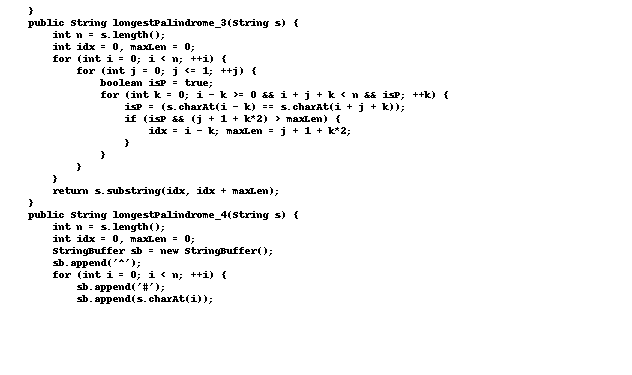 }
public String longestPalindrome_3(String s) {
int n = s.length();
int idx = 0, maxLen = 0;
for (int i = 0; i < n; ++i) {
for (int j = 0; j <= 1; ++j) {
boolean isP = true;
for (int k = 0; i - k >= 0 && i + j + k < n && isP; ++k) {
isP = (s.charAt(i - k) == s.charAt(i + j + k));
if (isP && (j + 1 + k*2) > maxLen) {
idx = i - k; maxLen = j + 1 + k*2;
}
}
}
}
return s.substring(idx, idx + maxLen);
}
public String longestPalindrome_4(String s) {
int n = s.length();
int idx = 0, maxLen = 0;
StringBuffer sb = new StringBuffer();
sb.append('^');
for (int i = 0; i < n; ++i) {
sb.append('#');
sb.append(s.charAt(i));